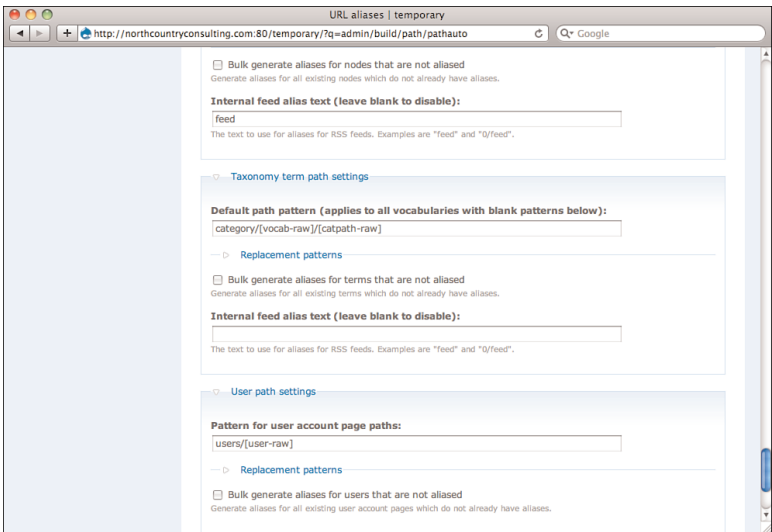 URL aliases | temporary
http://northcountryconsulting.com:80/temporary/?q=admin/build/path/pathauto
Google
Bulk generate aliases for nodes that are not aliased
Generate aliases for all existing nodes which do not already have aliases.
Internal feed alias text (leave blank to disable):
feed
The text to use for aliases for RSS feeds. Examples are "feed" and "0/feed".
Taxonomy term path settings
Default path pattern (applies to all vocabularies with blank patterns below):
category/[vocab-raw]/[catpath-raw]
Replacement patterns
Bulk generate aliases for terms that are not aliased
Generate aliases for all existing terms which do not already have aliases.
Internal feed alias text (leave blank to disable):
The text to use for aliases for RSS feeds. Examples are "feed" and "0/feed".
User path settings
Pattern for user account page paths:
users/[user-raw]
Replacement patterns
Bulk generate aliases for users that are not aliased
Generate aliases for all existing user account pages which do not already have aliases.